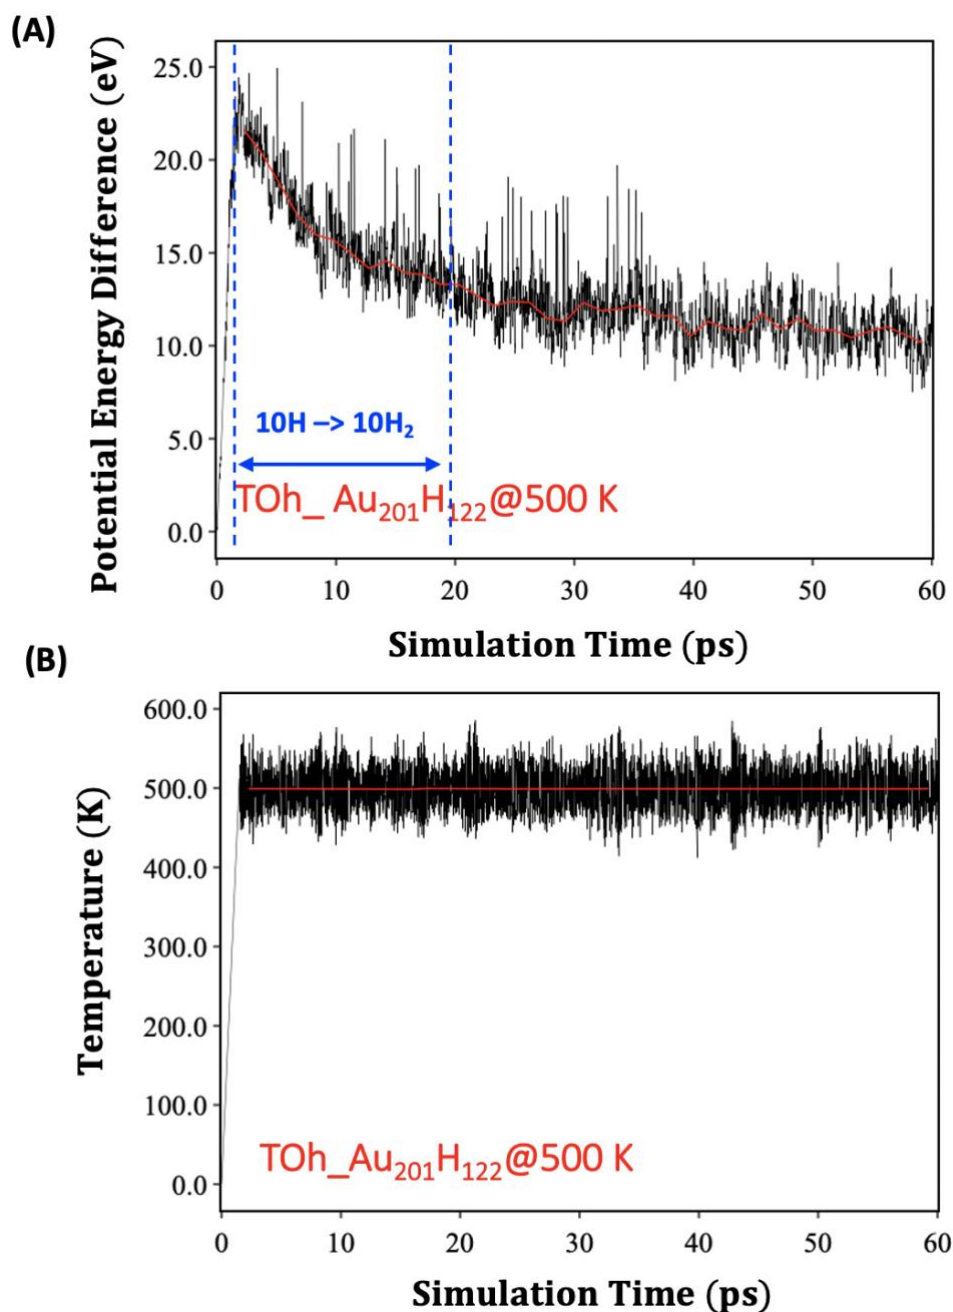 (A)
Potential Energy Difference (eV)
25.0
20.0
15.0
10.0
5.0
0.0
10H –> 10H₂
TOh_ Au₂₀₁H₁₂₂@500 K
0 10 20 30 40 50 60
Simulation Time (ps)
(B)
Temperature (K)
600.0
500.0
400.0
300.0
200.0
100.0
0.0
TOh_Au₂₀₁H₁₂₂@500 K
0 10 20 30 40 50 60
Simulation Time (ps)